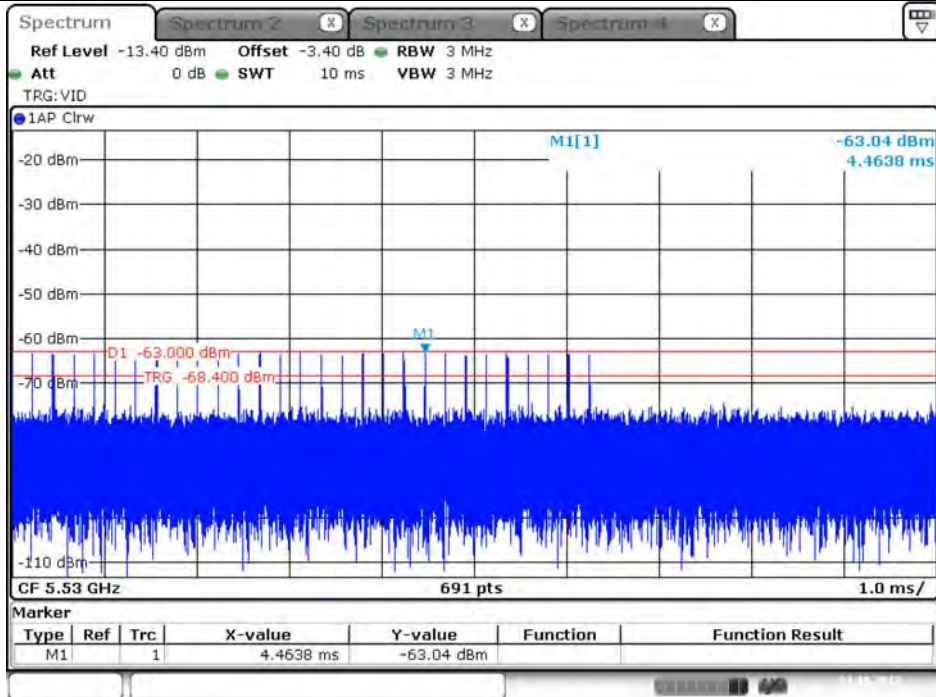 Spectrum Spectrum 2 X Spectrum 3 X Spectrum 4 X
Ref Level -13.40 dBm Offset -3.40 dB RBW 3 MHz
Att 0 dB SWT 10 ms VBW 3 MHz
TRG:VID
1AP Clrw
M1[1] -63.04 dBm
4.4638 ms
-20 dBm
-30 dBm
-40 dBm
-50 dBm
-60 dBm
M1
D1 -63.000 dBm
TRG -68.400 dBm
-70 dBm
-110 dBm
CF 5.53 GHz 691 pts 1.0 ms/
Marker
Type Ref Trc X-value Y-value Function Function Result
M1 1 4.4638 ms -63.04 dBm